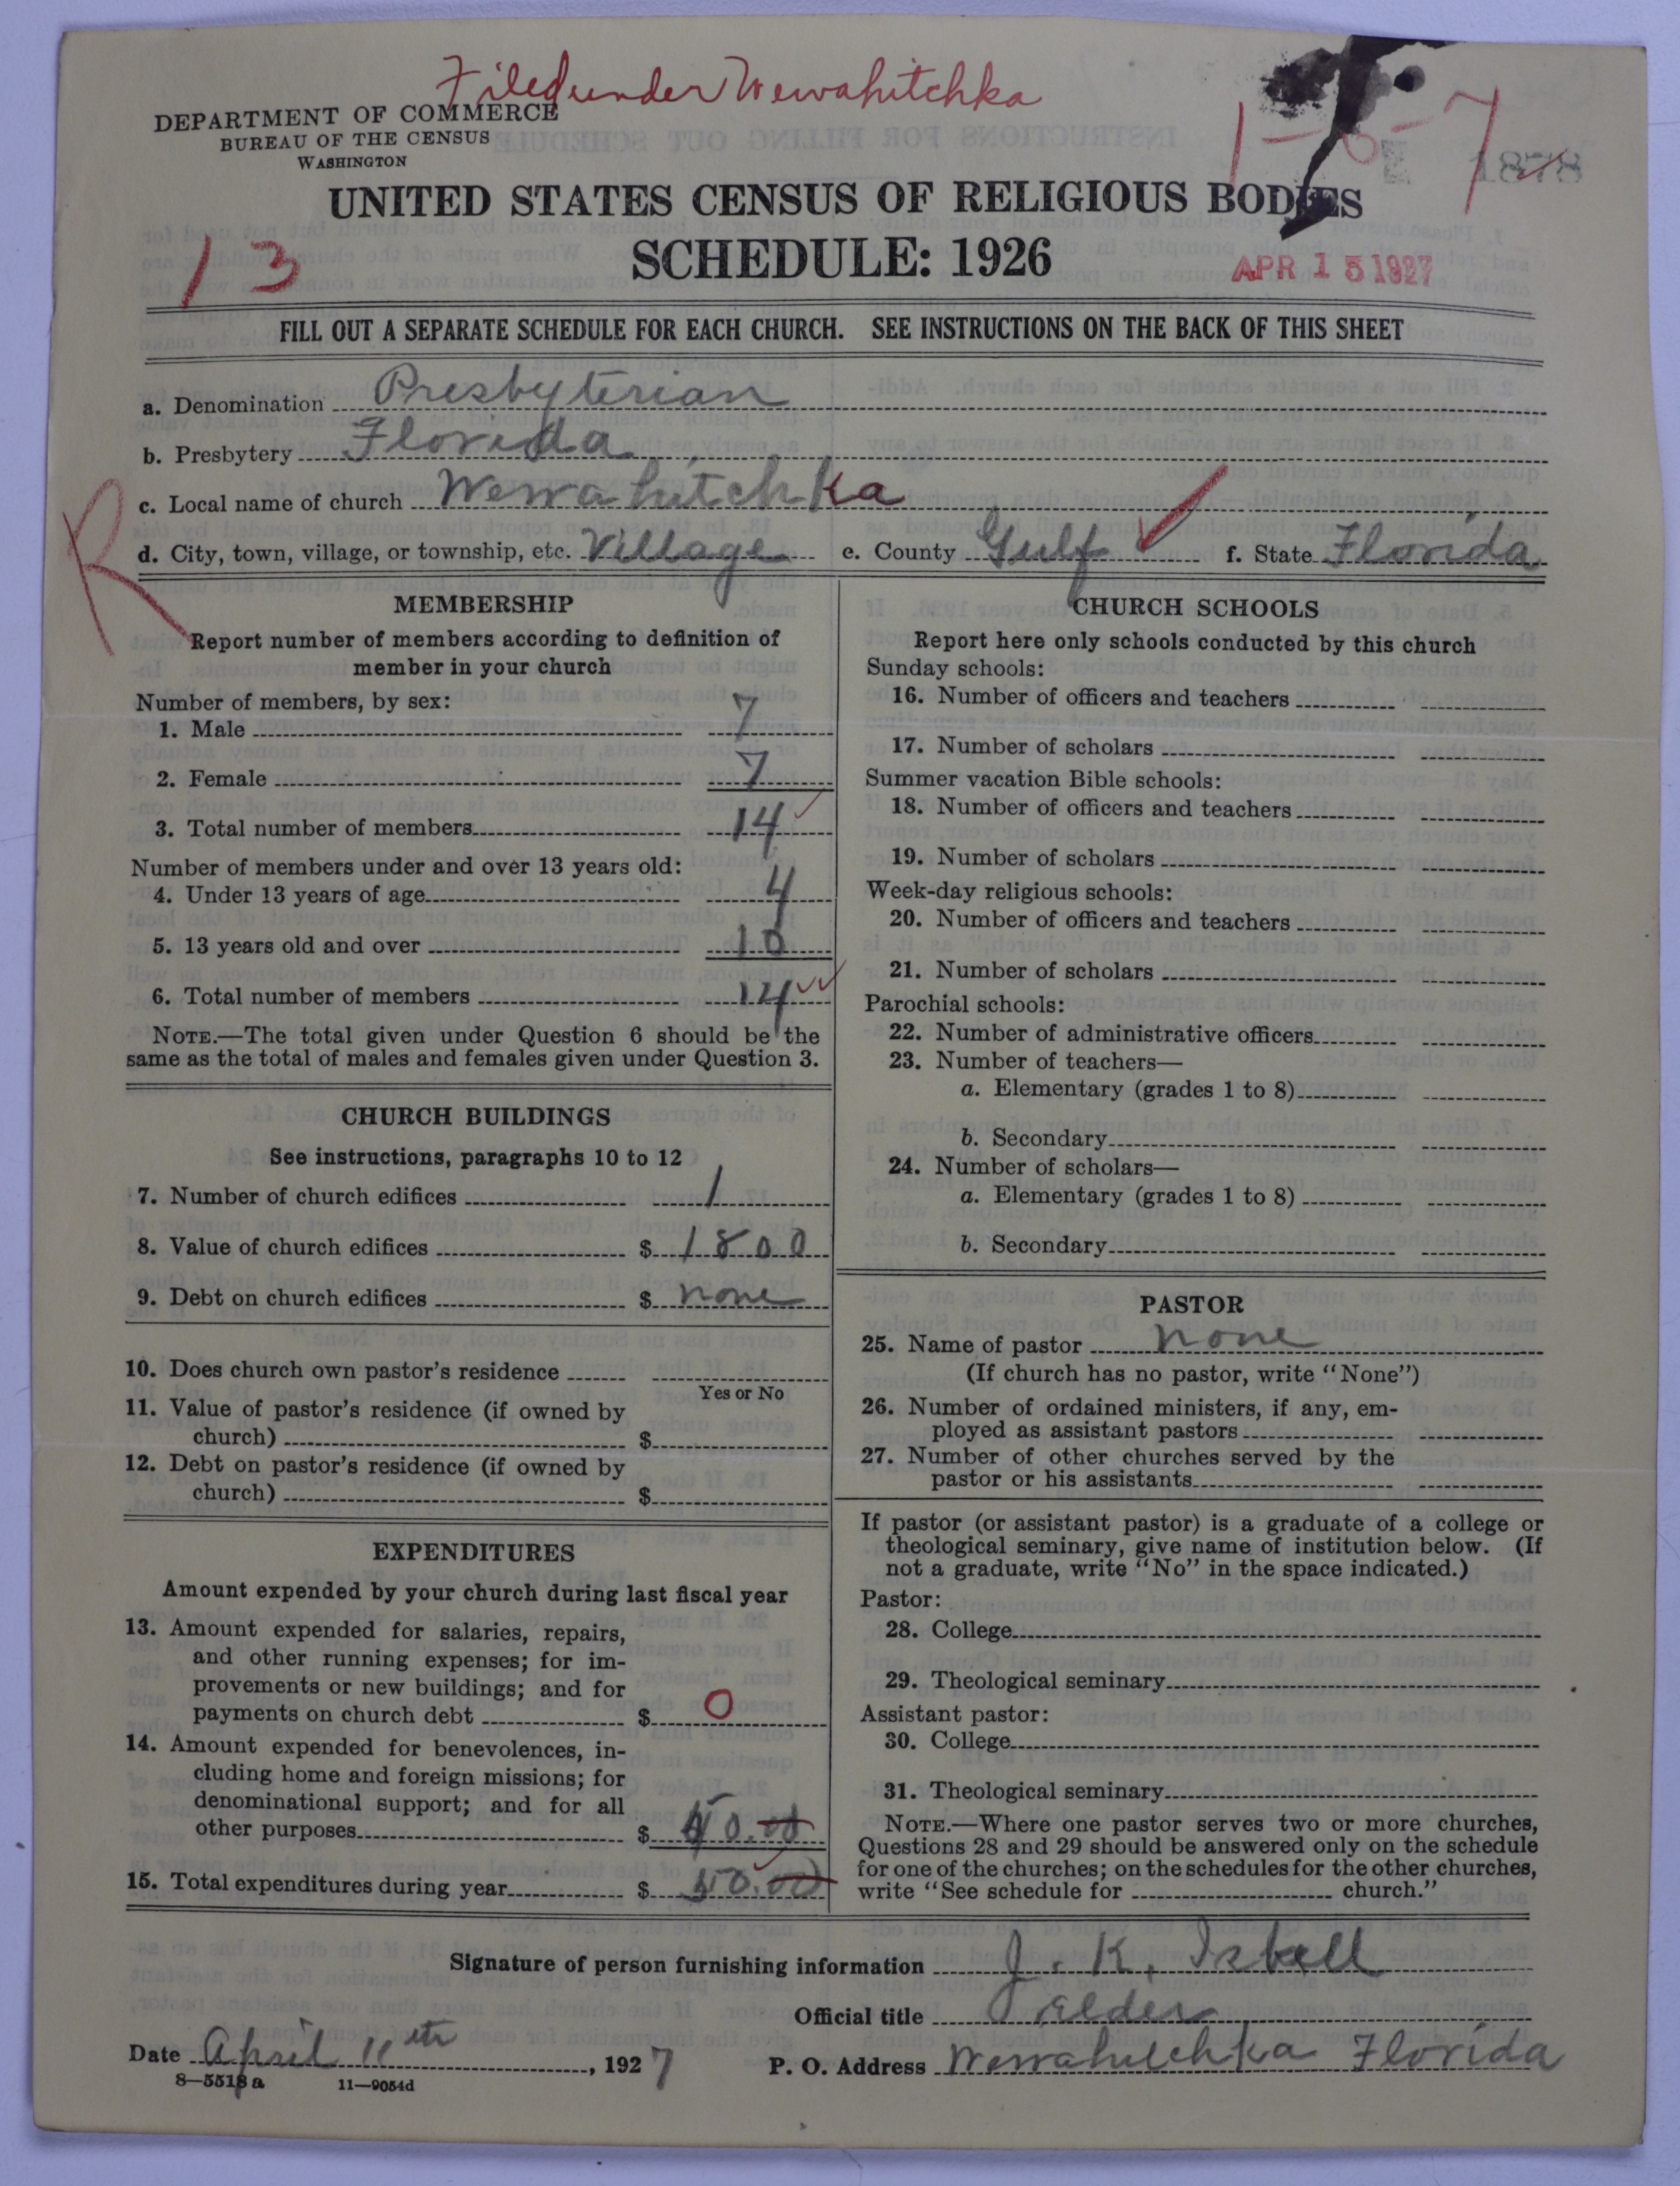 Filed under Wewahitchka
DEPARTMENT OF COMMERCE
BUREAU OF THE CENSUS
WASHINGTON
1878
UNITED STATES CENSUS OF RELIGIOUS BODIES
13
SCHEDULE: 1926
APR 15 1927
FILL OUT A SEPARATE SCHEDULE FOR EACH CHURCH. SEE INSTRUCTIONS ON THE BACK OF THIS SHEET
a. Denomination Presbyterian
b. Presbytery Florida
c. Local name of church Wewahitchka
d. City, town, village, or township, etc. Village e. County Gulf f. State Florida
R
MEMBERSHIP
Report number of members according to definition of
member in your church
Number of members, by sex:
1. Male 7
2. Female 7
3. Total number of members 14
Number of members under and over 13 years old:
4. Under 13 years of age 4
5. 13 years old and over 10
6. Total number of members 14
NOTE.—The total given under Question 6 should be the
same as the total of males and females given under Question 3.
CHURCH BUILDINGS
See instructions, paragraphs 10 to 12
7. Number of church edifices 1
8. Value of church edifices $ 1800
9. Debt on church edifices $ none
10. Does church own pastor's residence
Yes or No
11. Value of pastor's residence (if owned by
church) $
12. Debt on pastor's residence (if owned by
church) $
EXPENDITURES
Amount expended by your church during last fiscal year
13. Amount expended for salaries, repairs,
and other running expenses; for im-
provements or new buildings; and for
payments on church debt $ 0
14. Amount expended for benevolences, in-
cluding home and foreign missions; for
denominational support; and for all
other purposes $
15. Total expenditures during year $
CHURCH SCHOOLS
Report here only schools conducted by this church
Sunday schools:
16. Number of officers and teachers
17. Number of scholars
Summer vacation Bible schools:
18. Number of officers and teachers
19. Number of scholars
Week-day religious schools:
20. Number of officers and teachers
21. Number of scholars
Parochial schools:
22. Number of administrative officers
23. Number of teachers—
a. Elementary (grades 1 to 8)
b. Secondary
24. Number of scholars—
a. Elementary (grades 1 to 8)
b. Secondary
PASTOR
25. Name of pastor none
(If church has no pastor, write "None")
26. Number of ordained ministers, if any, em-
ployed as assistant pastors
27. Number of other churches served by the
pastor or his assistants
If pastor (or assistant pastor) is a graduate of a college or
theological seminary, give name of institution below. (If
not a graduate, write "No" in the space indicated.)
Pastor:
28. College
29. Theological seminary
Assistant pastor:
30. College
31. Theological seminary
NOTE.—Where one pastor serves two or more churches,
Questions 28 and 29 should be answered only on the schedule
for one of the churches; on the schedules for the other churches,
write "See schedule for church."
Signature of person furnishing information J. K. Isbell
Official title Elder
Date April 11th, 1927 P. O. Address Wewahitchka Florida
8—5518 a 11—9054d